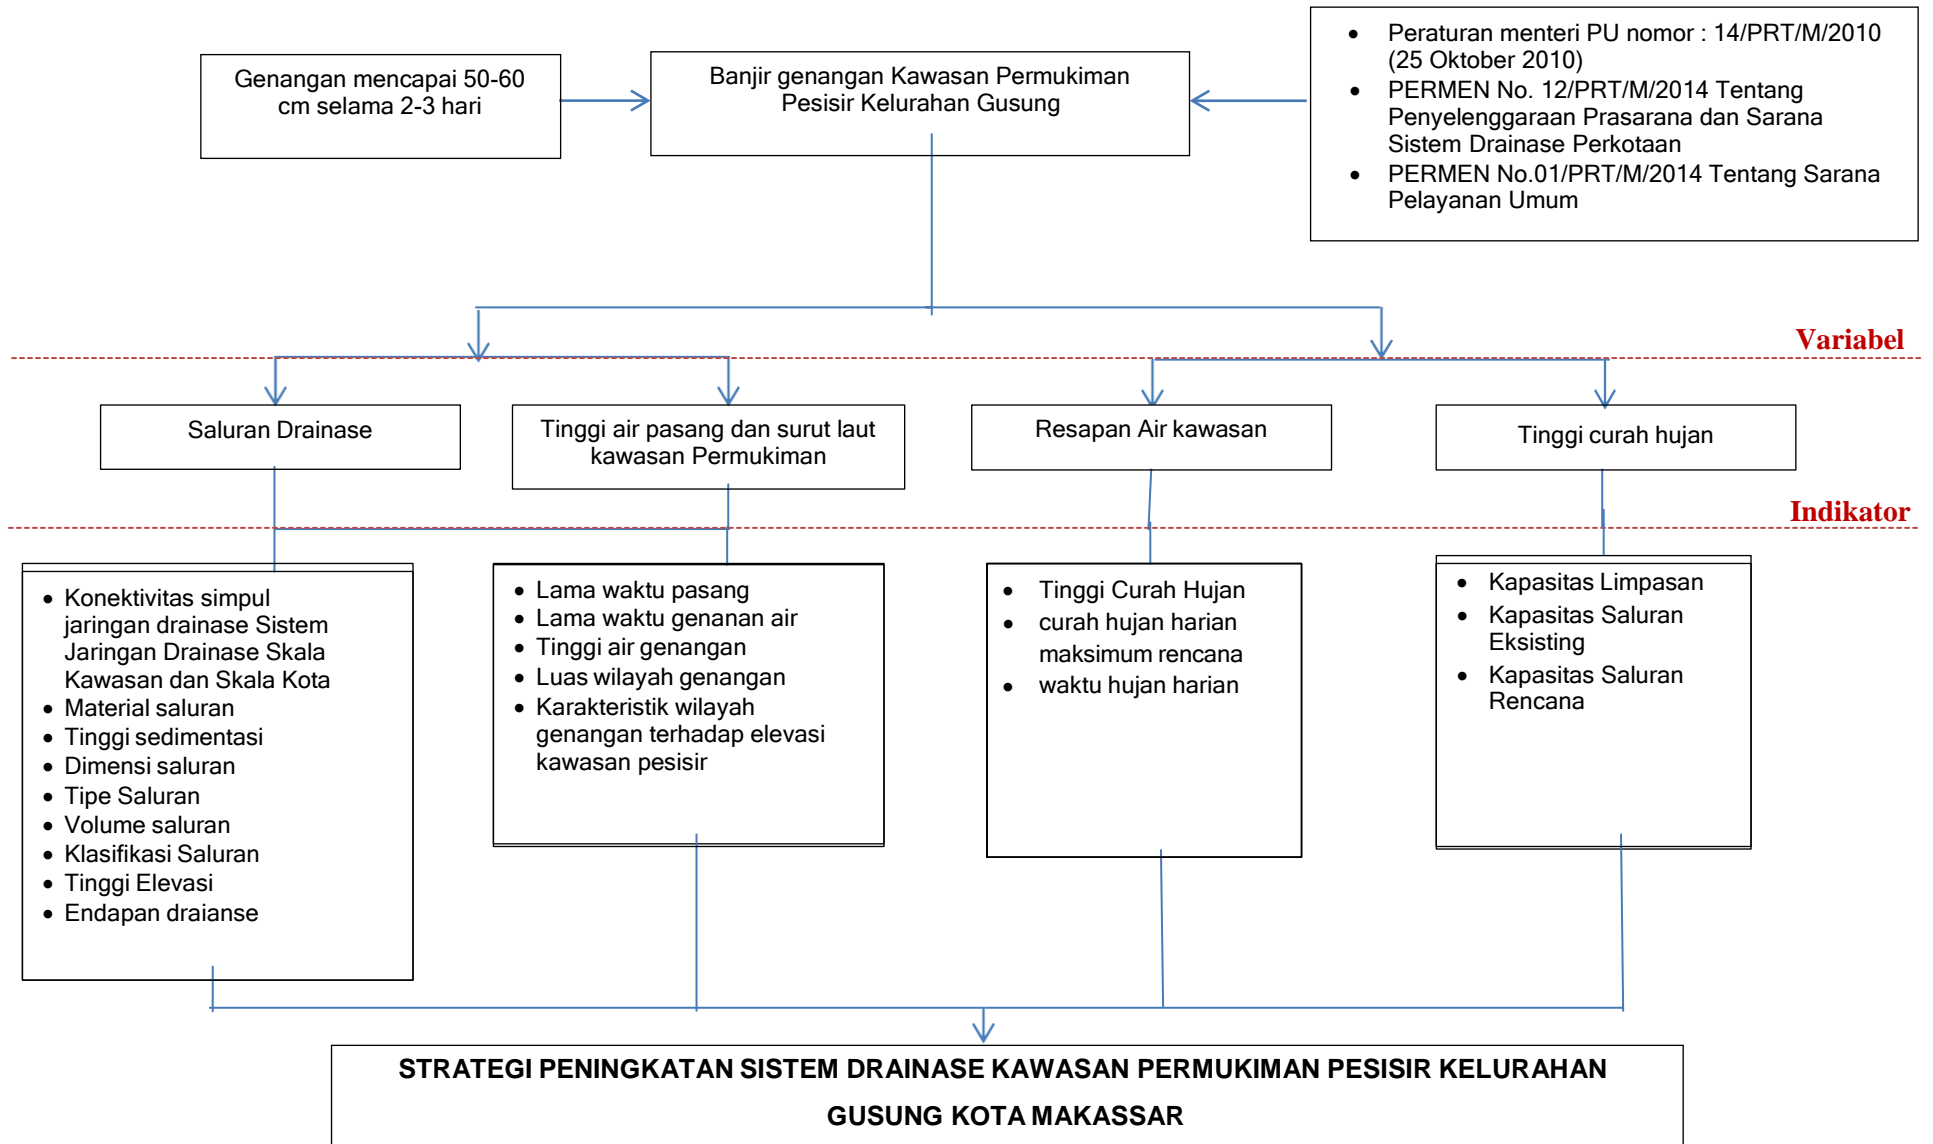 Genangan mencapai 50-60
cm selama 2-3 hari
Banjir genangan Kawasan Permukiman
Pesisir Kelurahan Gusung
• Peraturan menteri PU nomor : 14/PRT/M/2010
(25 Oktober 2010)
• PERMEN No. 12/PRT/M/2014 Tentang
Penyelenggaraan Prasarana dan Sarana
Sistem Drainase Perkotaan
• PERMEN No.01/PRT/M/2014 Tentang Sarana
Pelayanan Umum
Variabel
Saluran Drainase
Tinggi air pasang dan surut laut
kawasan Permukiman
Resapan Air kawasan
Tinggi curah hujan
Indikator
• Konektivitas simpul
jaringan drainase Sistem
Jaringan Drainase Skala
Kawasan dan Skala Kota
• Material saluran
• Tinggi sedimentasi
• Dimensi saluran
• Tipe Saluran
• Volume saluran
• Klasifikasi Saluran
• Tinggi Elevasi
• Endapan draianse
• Lama waktu pasang
• Lama waktu genanan air
• Tinggi air genangan
• Luas wilayah genangan
• Karakteristik wilayah
genangan terhadap elevasi
kawasan pesisir
• Tinggi Curah Hujan
• curah hujan harian
maksimum rencana
• waktu hujan harian
• Kapasitas Limpasan
• Kapasitas Saluran
Eksisting
• Kapasitas Saluran
Rencana
STRATEGI PENINGKATAN SISTEM DRAINASE KAWASAN PERMUKIMAN PESISIR KELURAHAN
GUSUNG KOTA MAKASSAR